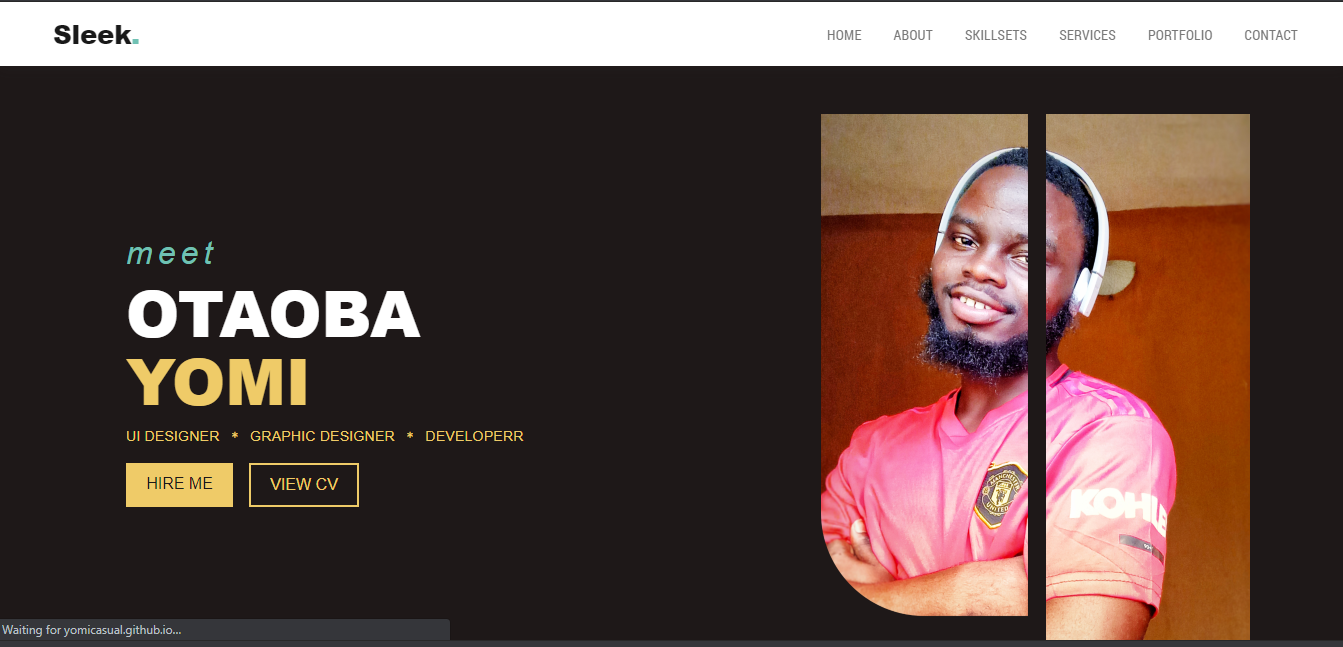 Sleek.
HOME ABOUT SKILLSETS SERVICES PORTFOLIO CONTACT
meet
OTAOBA
YOMI
UI DESIGNER * GRAPHIC DESIGNER * DEVELOPERR
HIRE ME VIEW CV
MANCHESTER
UNITED
KOHLE
Waiting for yomicasual.github.io...